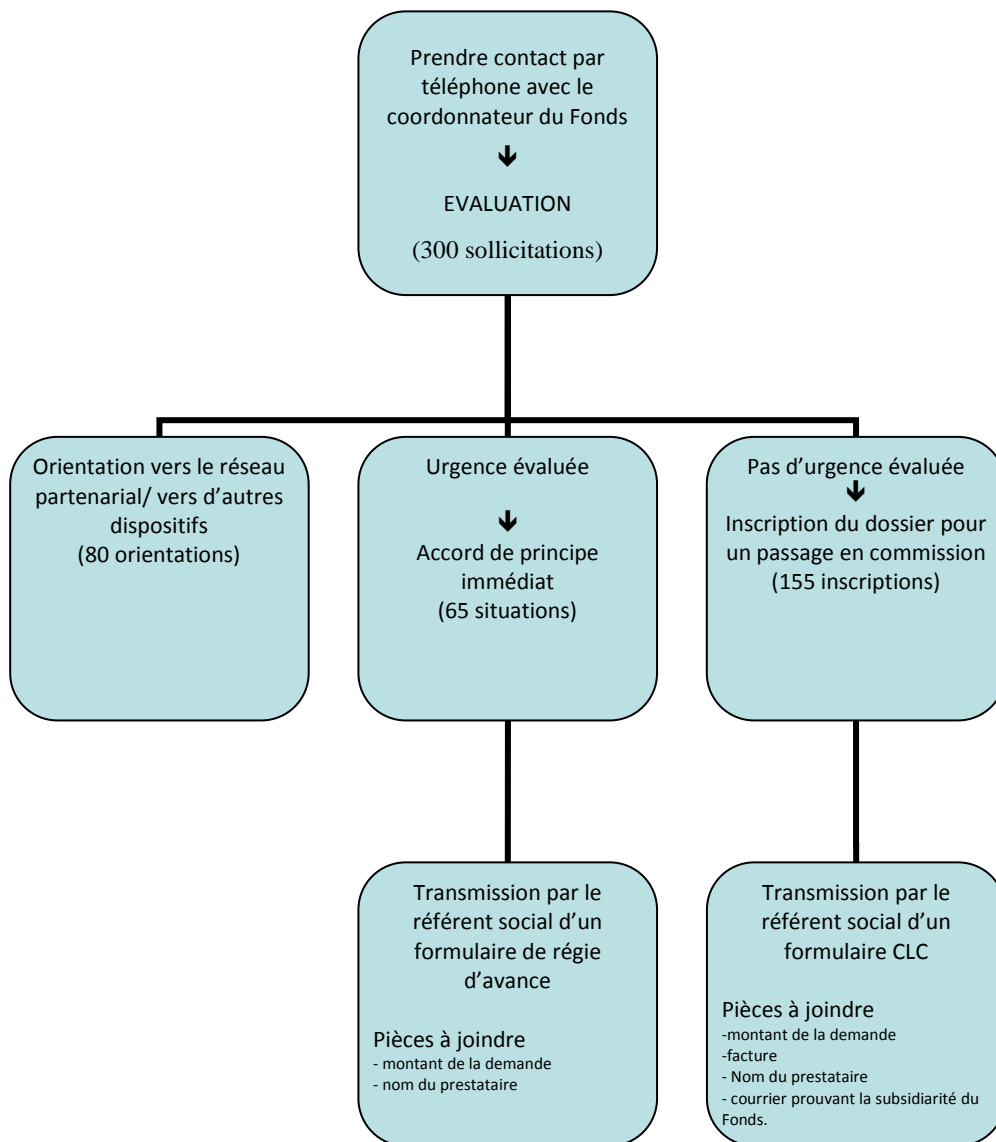 Prendre contact par
téléphone avec le
coordonnateur du Fonds
EVALUATION
(300 sollicitations)
Orientation vers le réseau
partenarial/ vers d’autres
dispositifs
(80 orientations)
Urgence évaluée
Accord de principe
immédiat
(65 situations)
Pas d’urgence évaluée
Inscription du dossier pour
un passage en commission
(155 inscriptions)
Transmission par le
référent social d’un
formulaire de régie
d’avance
Pièces à joindre
- montant de la demande
- nom du prestataire
Transmission par le
référent social d’un
formulaire CLC
Pièces à joindre
-montant de la demande
-facture
- Nom du prestataire
- courrier prouvant la subsidiarité du
Fonds.